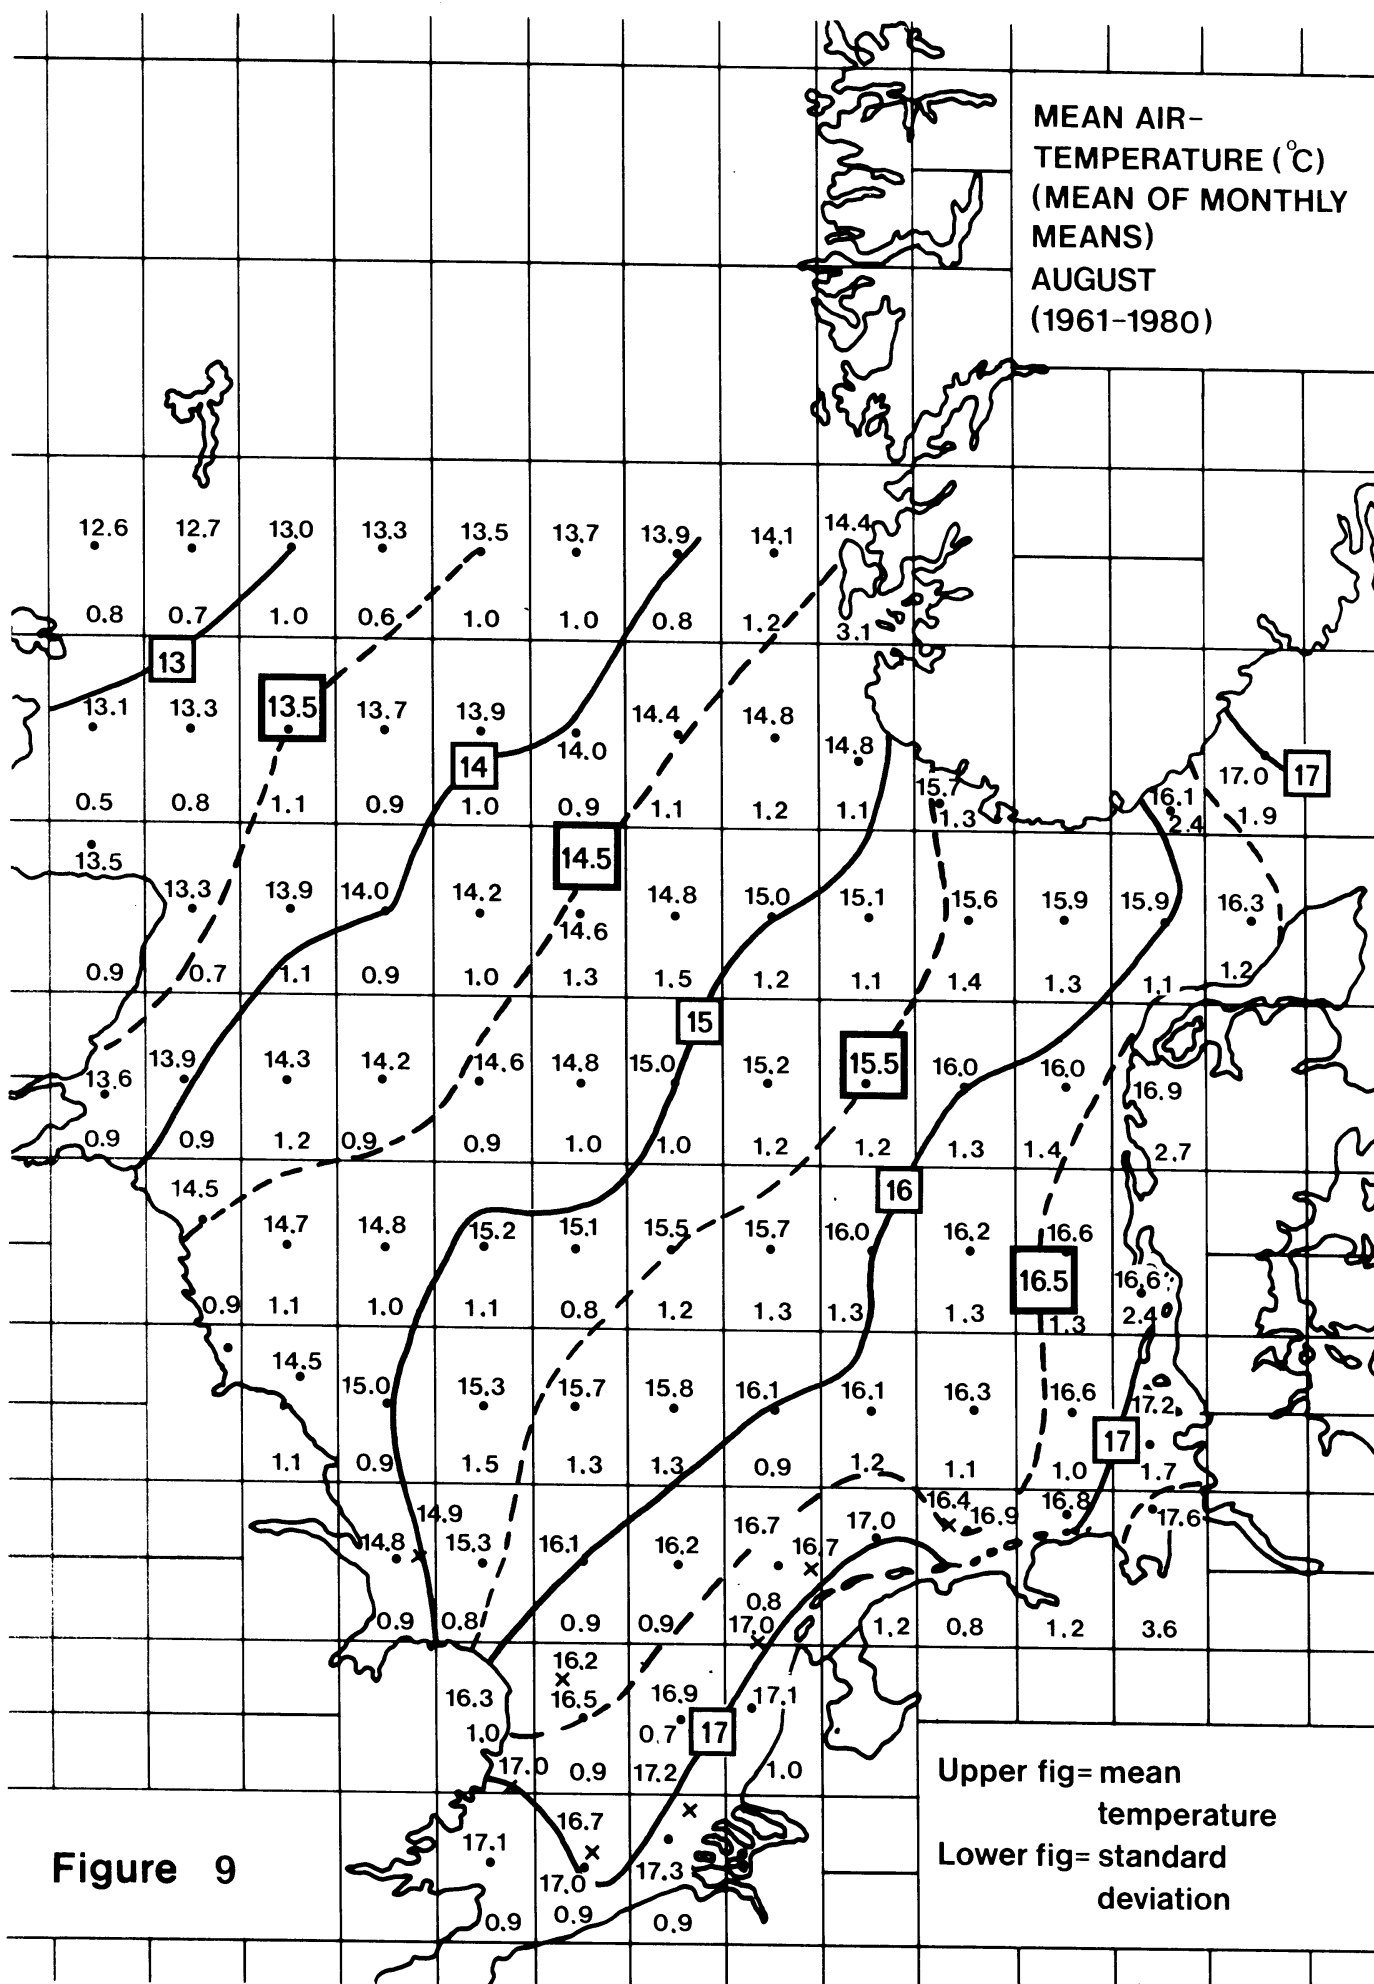 MEAN AIR-
TEMPERATURE (°C)
(MEAN OF MONTHLY
MEANS)
AUGUST
(1961-1980)
12.6 12.7 13.0 13.3 13.5 13.7 13.9 14.1 14.4
0.8 0.7 1.0 0.6 1.0 1.0 0.8 1.2 3.1
13
13.1 13.3 13.5 13.7 13.9 14.0 14.4 14.8 14.8
14
17.0 17
15.7 16.1
0.5 0.8 1.1 0.9 1.0 0.9 1.1 1.2 1.1 1.3 2.4 1.9
14.5
13.5
13.3 13.9 14.0 14.2 14.6 14.8 15.0 15.1 15.6 15.9 15.9 16.3
0.9 0.7 1.1 0.9 1.0 1.3 1.5 1.2 1.1 1.4 1.3 1.1 1.2
15
13.6 13.9 14.3 14.2 14.6 14.8 15.0 15.2 15.5 16.0 16.0 16.9
0.9 0.9 1.2 0.9 0.9 1.0 1.0 1.2 1.2 1.3 1.4 2.7
16
14.5
14.7 14.8 15.2 15.1 15.5 15.7 16.0 16.2 16.6
16.5 16.6
0.9 1.1 1.0 1.1 0.8 1.2 1.3 1.3 1.3 1.3 2.4
14.5
15.0 15.3 15.7 15.8 16.1 16.1 16.3 16.6 17.2
17
1.1 0.9 1.5 1.3 1.3 0.9 1.2 1.1 1.0 1.7
14.9 16.4 16.8
14.8 15.3 16.1 16.2 16.7 16.7 17.0 16.9 17.6
0.8
0.9 0.8 0.9 0.9 17.0 1.2 0.8 1.2 3.6
16.2
16.3 16.5 16.9 17.1
1.0 0.7 17
17.0 0.9 17.2 1.0
16.7
17.1 17.0 17.3
0.9 0.9 0.9
Upper fig= mean
temperature
Lower fig= standard
deviation
Figure 9